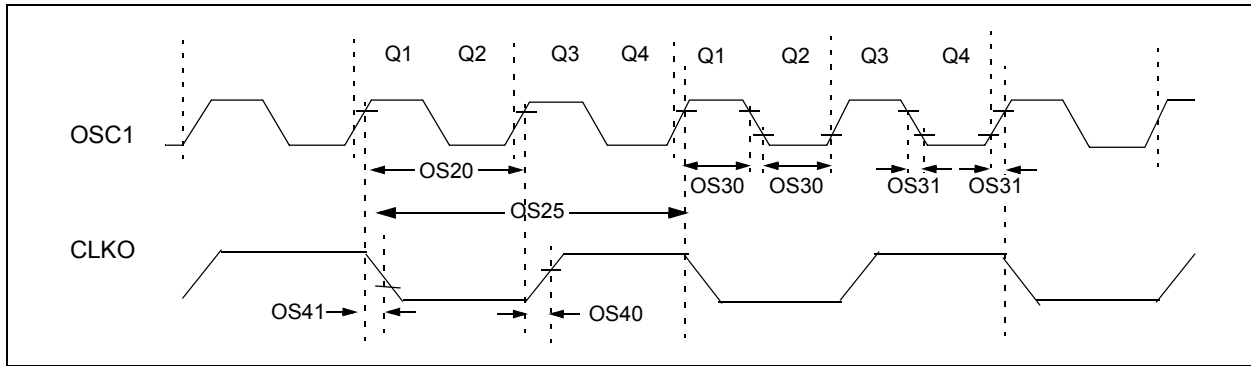 Q1 Q2 Q3 Q4 Q1 Q2 Q3 Q4
OSC1
OS20
OS30 OS30 OS31 OS31
OS25
CLKO
OS41 OS40